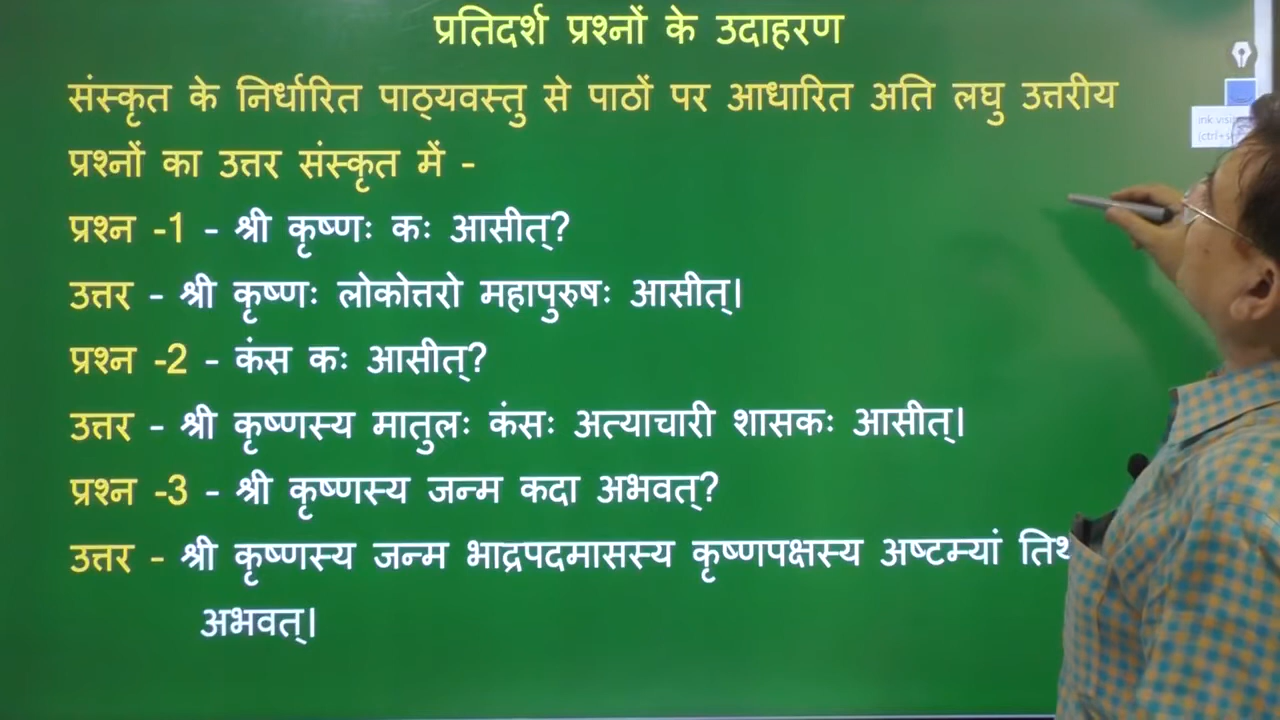 प्रतिदर्श प्रश्नों के उदाहरण
संस्कृत के निर्धारित पाठ्यवस्तु से पाठों पर आधारित अति लघु उत्तरीय
प्रश्नों का उत्तर संस्कृत में -
प्रश्न -1 - श्री कृष्णः कः आसीत्?
उत्तर - श्री कृष्णः लोकोत्तरो महापुरुषः आसीत्।
प्रश्न -2 - कंस कः आसीत्?
उत्तर - श्री कृष्णस्य मातुलः कंसः अत्याचारी शासकः आसीत्।
प्रश्न -3 - श्री कृष्णस्य जन्म कदा अभवत्?
उत्तर - श्री कृष्णस्य जन्म भाद्रपदमासस्य कृष्णपक्षस्य अष्टम्यां
अभवत्।